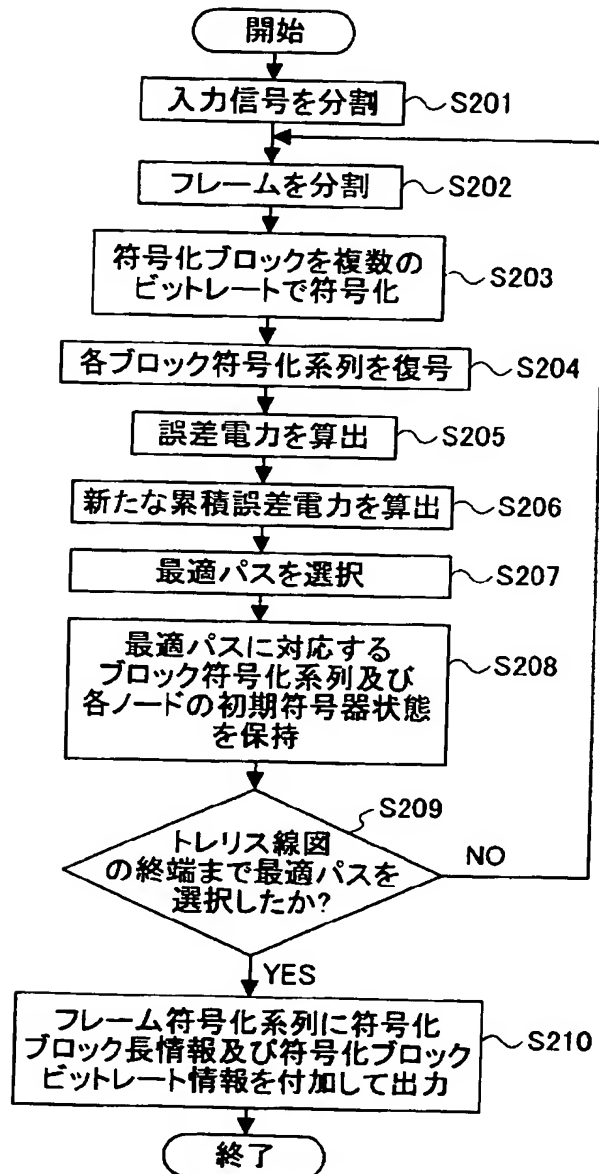 開始
入力信号を分割
S201
フレームを分割
S202
符号化ブロックを複数の
ビットレートで符号化
S203
各ブロック符号化系列を復号
S204
誤差電力を算出
S205
新たな累積誤差電力を算出
S206
最適パスを選択
S207
最適パスに対応する
ブロック符号化系列及び
各ノードの初期符号器状態
を保持
S208
S209
トレリス線図
の終端まで最適パスを
選択したか?
NO
YES
フレーム符号化系列に符号化
ブロック長情報及び符号化ブロック
ビットレート情報を付加して出力
S210
終了